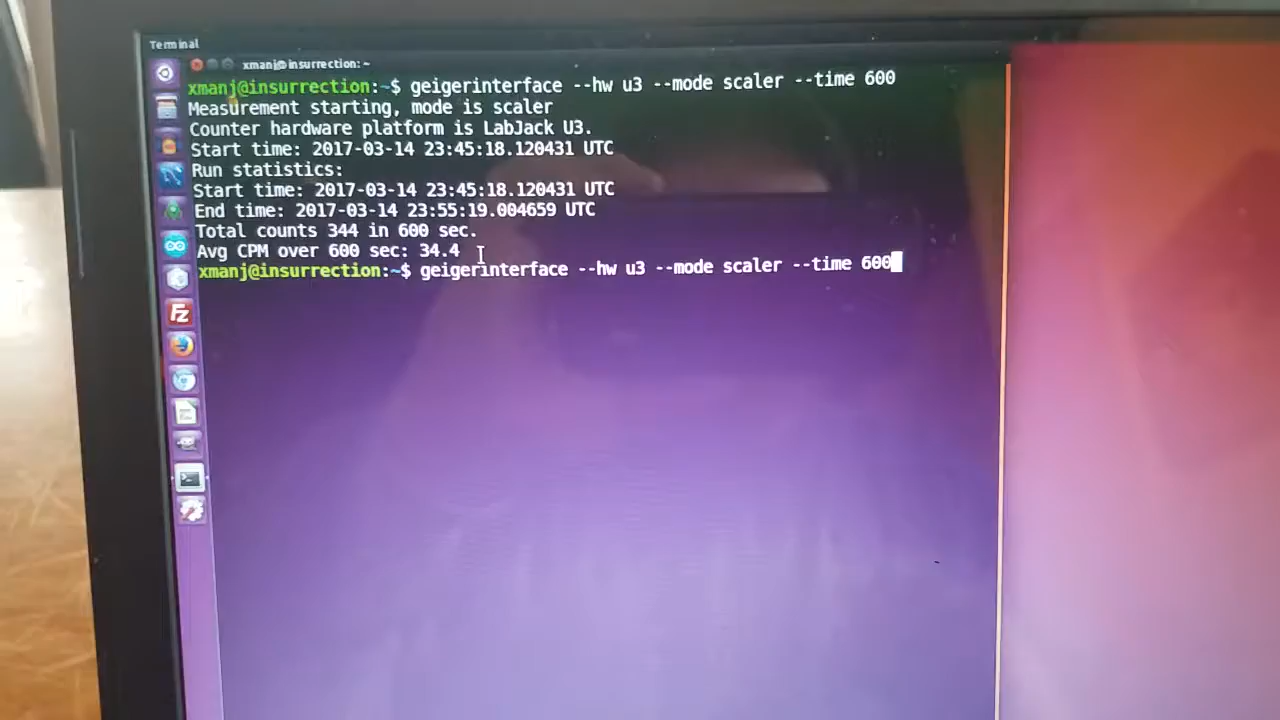 Terminal
xmanj@insurrection: ~
xmanj@insurrection:~$ geigerinterface --hw u3 --mode scaler --time 600
Measurement starting, mode is scaler
Counter hardware platform is LabJack U3.
Start time: 2017-03-14 23:45:18.120431 UTC
Run statistics:
Start time: 2017-03-14 23:45:18.120431 UTC
End time: 2017-03-14 23:55:19.004659 UTC
Total counts 344 in 600 sec.
Avg CPM over 600 sec: 34.4
xmanj@insurrection:~$ geigerinterface --hw u3 --mode scaler --time 600
Fz